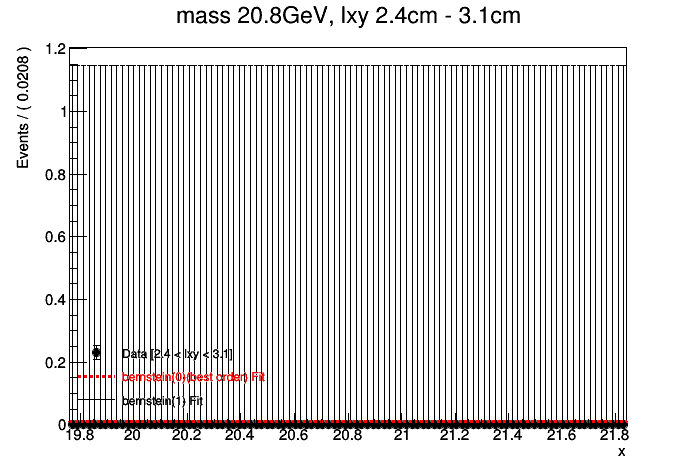 mass 20.8GeV, lxy 2.4cm - 3.1cm
Events / ( 0.0208 )
1.2
1
0.8
0.6
0.4
0.2
0
Data [2.4 < lxy < 3.1]
bernstein(0)(best order) Fit
bernstein(1) Fit
19.8 20 20.2 20.4 20.6 20.8 21 21.2 21.4 21.6 21.8
x